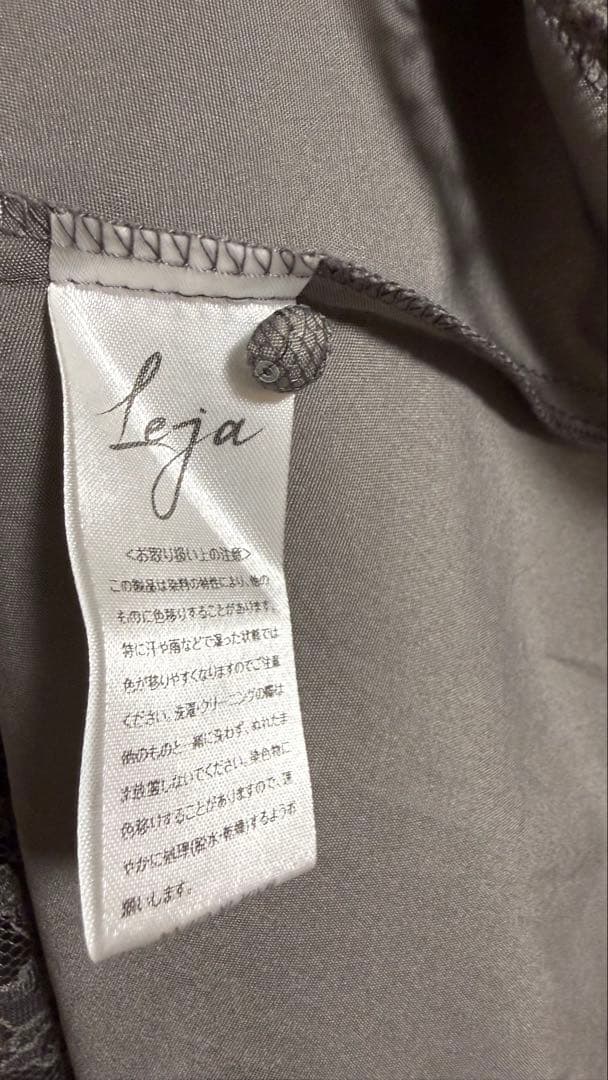 Leja
<お取り扱い上の注意>
この製品は染料の特性により、他の
ものに色移りすることがあります。
特に汗や雨などで湿った状態では
色が移りやすくなりますのでご注意
ください。洗濯・クリーニングの際は
他のものと一緒に洗わず、ぬれたま
ま放置しないでください。染色物に
色移りすることがありますので、速
やかに処理(脱水・乾燥)するようお
願いします。